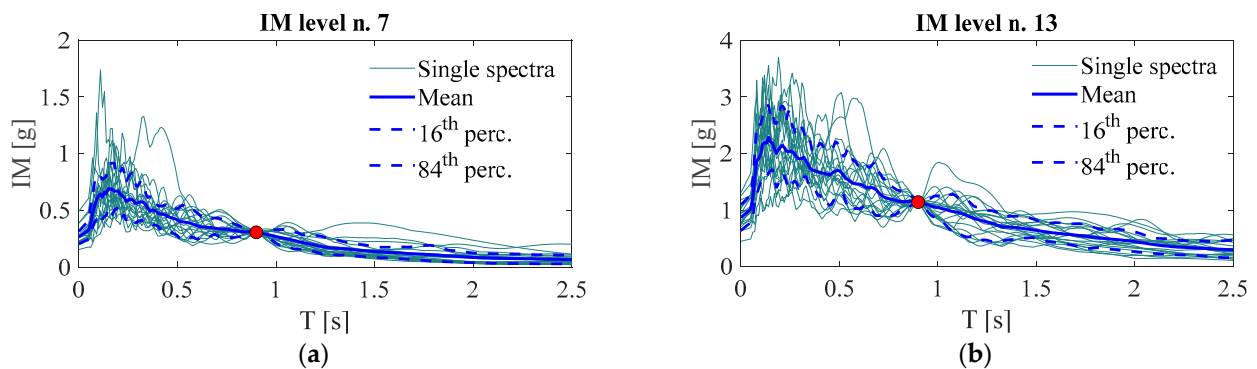 IM level n. 7
IM [g]
2
1.5
1
0.5
0
Single spectra
Mean
16th perc.
84th perc.
0 0.5 1 1.5 2 2.5
T [s]
(a)
IM level n. 13
IM [g]
4
3
2
1
0
Single spectra
Mean
16th perc.
84th perc.
0 0.5 1 1.5 2 2.5
T [s]
(b)